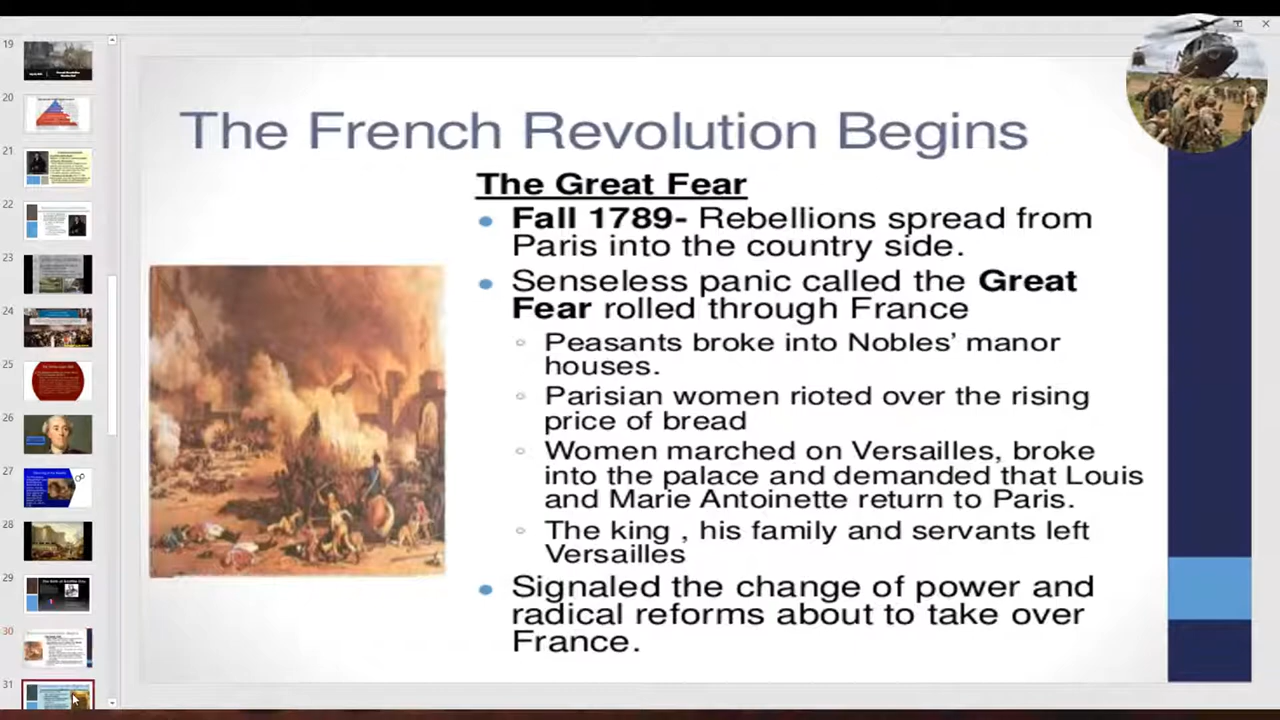 The French Revolution Begins
The Great Fear
Fall 1789- Rebellions spread from
Paris into the country side.
Senseless panic called the Great
Fear rolled through France
Peasants broke into Nobles’ manor
houses.
Parisian women rioted over the rising
price of bread
Women marched on Versailles, broke
into the palace and demanded that Louis
and Marie Antoinette return to Paris.
The king , his family and servants left
Versailles
Signaled the change of power and
radical reforms about to take over
France.
19
20
21
22
23
24
25
26
27
28
29
30
31